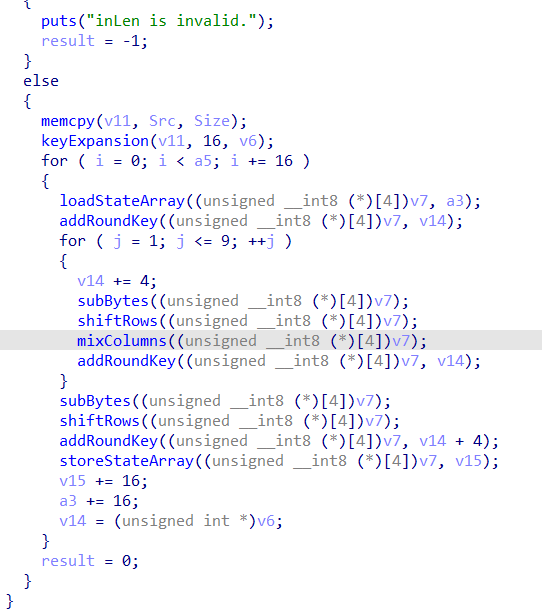 {
puts("inLen is invalid.");
result = -1;
}
else
{
memcpy(v11, Src, Size);
keyExpansion(v11, 16, v6);
for ( i = 0; i < a5; i += 16 )
{
loadStateArray((unsigned __int8 (*)[4])v7, a3);
addRoundKey((unsigned __int8 (*)[4])v7, v14);
for ( j = 1; j <= 9; ++j )
{
v14 += 4;
subBytes((unsigned __int8 (*)[4])v7);
shiftRows((unsigned __int8 (*)[4])v7);
mixColumns((unsigned __int8 (*)[4])v7);
addRoundKey((unsigned __int8 (*)[4])v7, v14);
}
subBytes((unsigned __int8 (*)[4])v7);
shiftRows((unsigned __int8 (*)[4])v7);
addRoundKey((unsigned __int8 (*)[4])v7, v14 + 4);
storeStateArray((unsigned __int8 (*)[4])v7, v15);
v15 += 16;
a3 += 16;
v14 = (unsigned int *)v6;
}
result = 0;
}
}